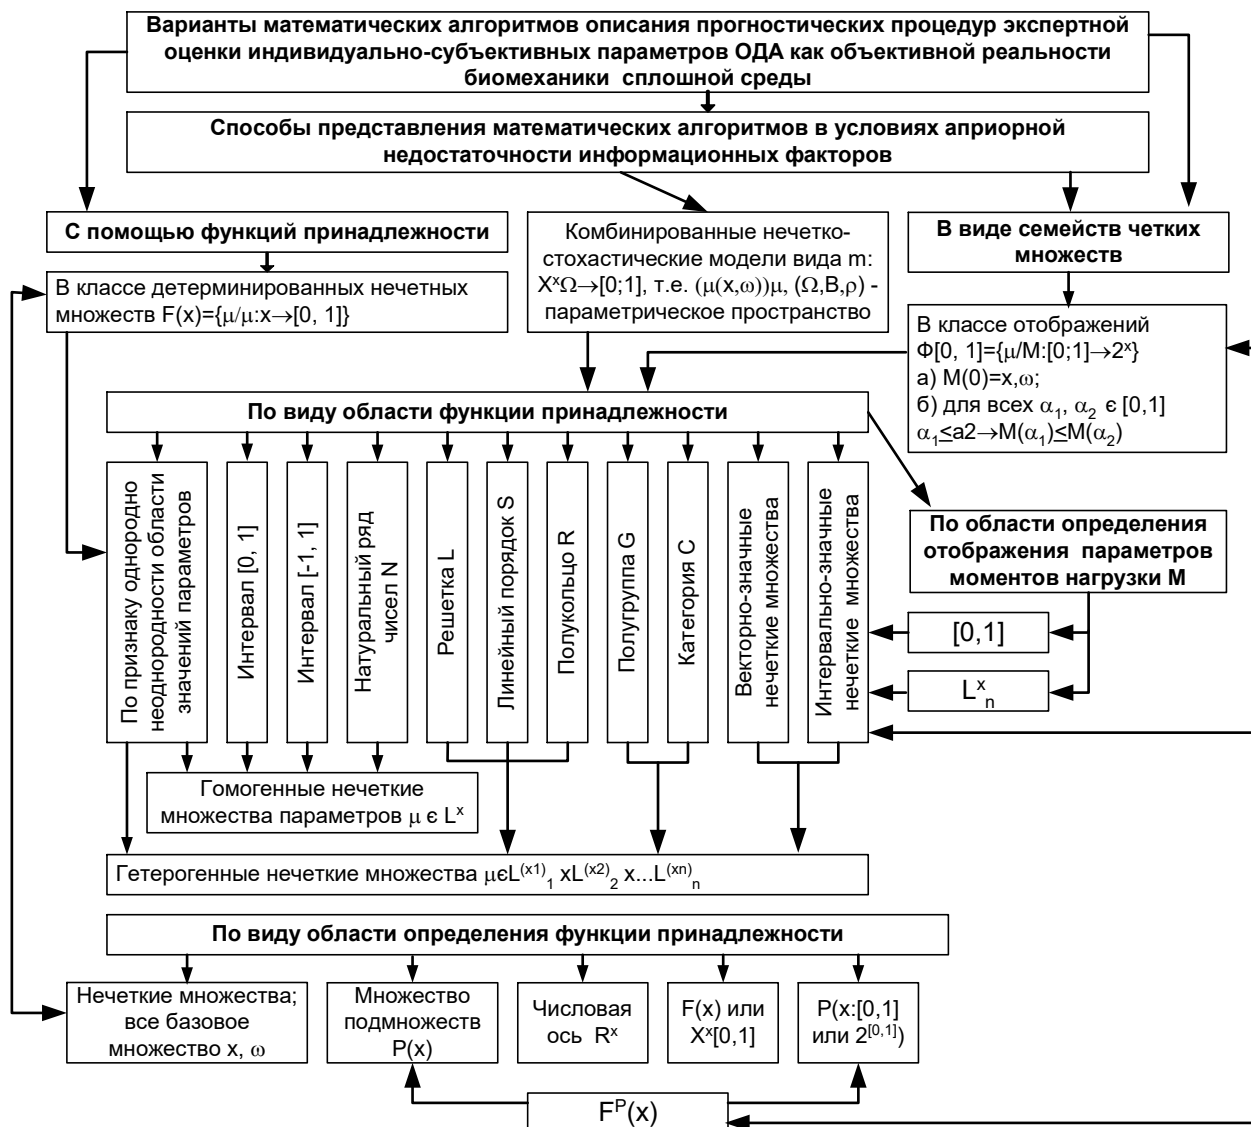 Варианты математических алгоритмов описания прогностических процедур экспертной
оценки индивидуально-субъективных параметров ОДА как объективной реальности
биомеханики сплошной среды
Способы представления математических алгоритмов в условиях априорной
недостаточности информационных факторов
С помощью функций принадлежности
В классе детерминированных нечетных
множеств F(x)={μ/μ:x→[0, 1]}
Комбинированные нечетко-
стохастические модели вида m:
XˣΩ→[0;1], т.е. (μ(x,ω))μ, (Ω,B,ρ) -
параметрическое пространство
В виде семейств четких
множеств
В классе отображений
Ф[0, 1]={μ/M:[0;1]→2ˣ}
а) M(0)=x,ω;
б) для всех α₁, α₂ є [0,1]
α₁≤a2→M(α₁)≤M(α₂)
По виду области функции принадлежности
По признаку однородно
неоднородности области
значений параметров
Интервал [0, 1]
Интервал [-1, 1]
Натуральный ряд
чисел N
Решетка L
Линейный порядок S
Полукольцо R
Полугруппа G
Категория C
Векторно-значные
нечеткие множества
Интервально-значные
нечеткие множества
По области определения
отображения параметров
моментов нагрузки М
[0,1]
Lˣₙ
Гомогенные нечеткие
множества параметров μ є Lˣ
Гетерогенные нечеткие множества μєL⁽ˣ¹⁾₁ xL⁽ˣ²⁾₂ x...L⁽ˣⁿ⁾ₙ
По виду области определения функции принадлежности
Нечеткие множества;
все базовое
множество x, ω
Множество
подмножеств
P(x)
Числовая
ось Rˣ
F(x) или
Xˣ[0,1]
P(x:[0,1]
или 2^[0,1])
Fᴾ(x)